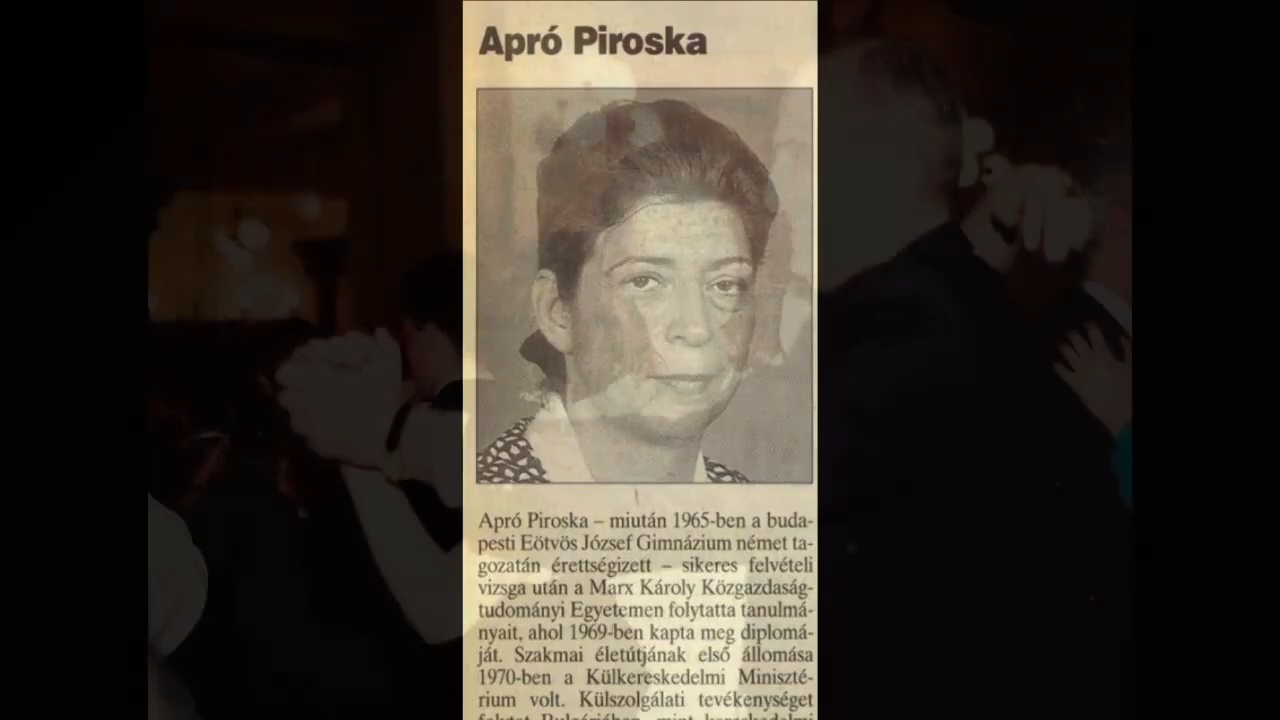 Apró Piroska
Apró Piroska – miután 1965-ben a buda-
pesti Eötvös József Gimnázium német ta-
gozatán érettségizett – sikeres felvételi
vizsga után a Marx Károly Közgazdaság-
tudományi Egyetemen folytatta tanulmá-
nyait, ahol 1969-ben kapta meg diplomá-
ját. Szakmai életútjának első állomása
1970-ben a Külkereskedelmi Minisz­té-
rium volt. Külszolgálati tevékenységet